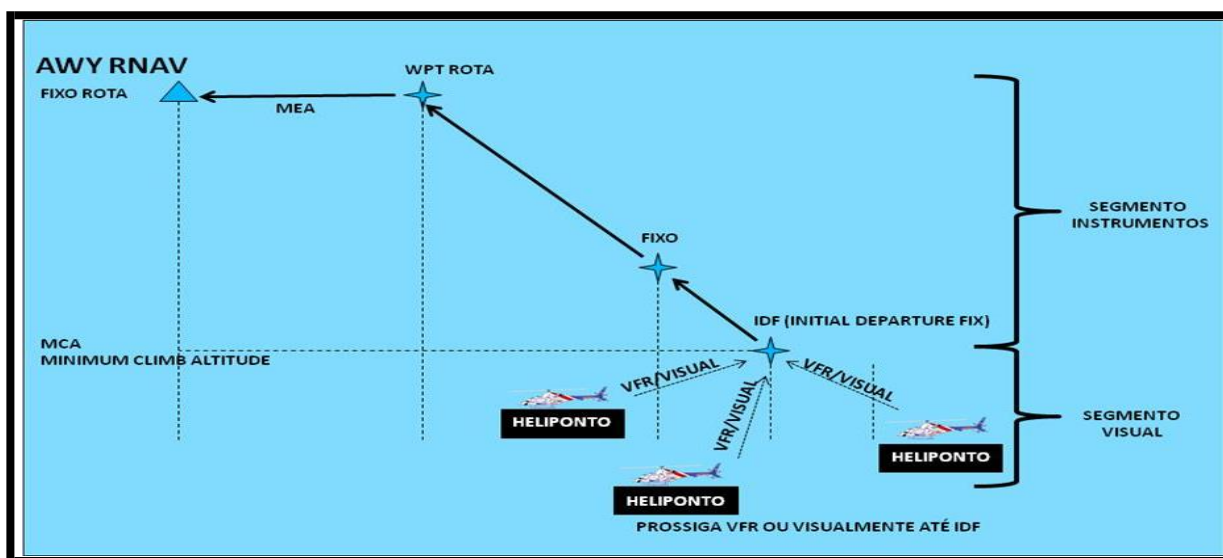 AWY RNAV
WPT ROTA
FIXO ROTA
MEA
SEGMENTO
INSTRUMENTOS
FIXO
IDF (INITIAL DEPARTURE FIX)
MCA
MINIMUM CLIMB ALTITUDE
VFR/VISUAL
VFR/VISUAL
VFR/VISUAL
HELIPONTO
SEGMENTO
VISUAL
HELIPONTO
HELIPONTO
PROSSIGA VFR OU VISUALMENTE ATÉ IDF